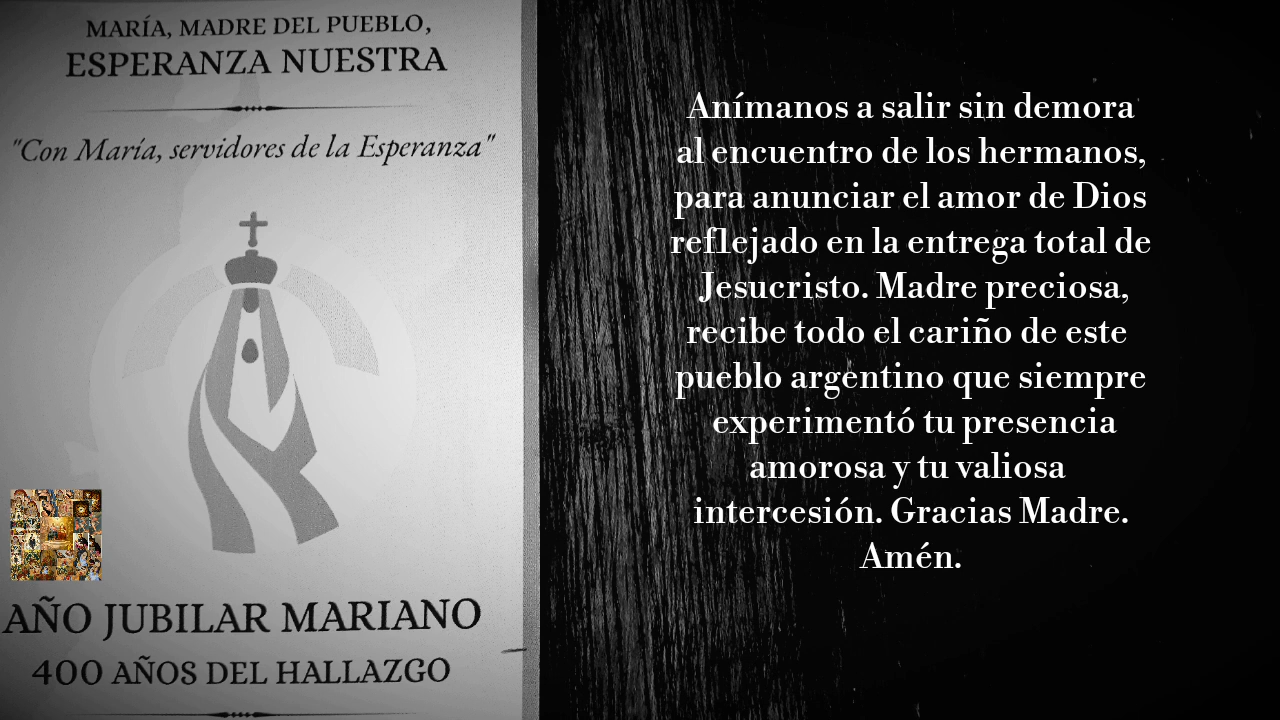 MARÍA, MADRE DEL PUEBLO,
ESPERANZA NUESTRA
"Con María, servidores de la Esperanza"
AÑO JUBILAR MARIANO
400 AÑOS DEL HALLAZGO
Anímanos a salir sin demora
al encuentro de los hermanos,
para anunciar el amor de Dios
reflejado en la entrega total de
Jesucristo. Madre preciosa,
recibe todo el cariño de este
pueblo argentino que siempre
experimentó tu presencia
amorosa y tu valiosa
intercesión. Gracias Madre.
Amén.